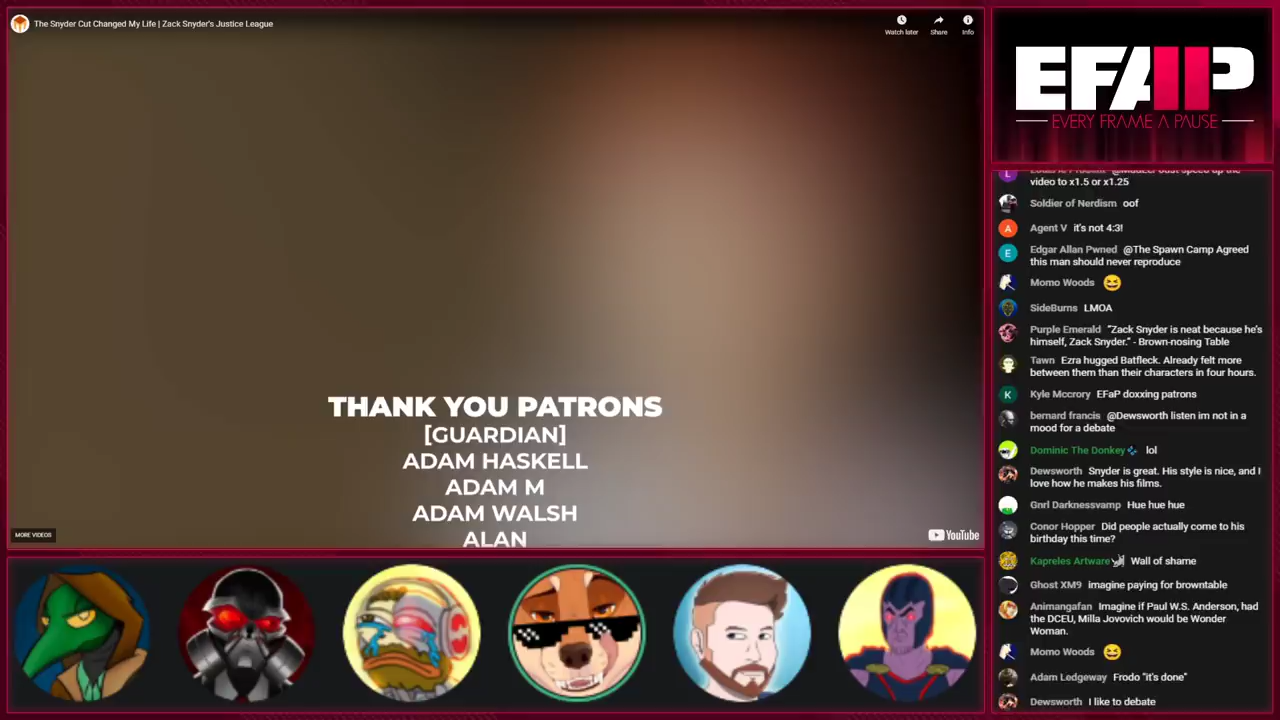 The Snyder Cut Changed My Life | Zack Snyder's Justice League
Watch later
Share
Info
THANK YOU PATRONS
[GUARDIAN]
ADAM HASKELL
ADAM M
ADAM WALSH
ALAN
MORE VIDEOS
YouTube
EFAP
EVERY FRAME A PAUSE
video to x1.5 or x1.25
Soldier of Nerdism oof
A
Agent V it's not 4:3!
E
Edgar Allan Pwned @The Spawn Camp Agreed
this man should never reproduce
Momo Woods 😆
SideBurns LMOA
Purple Emerald "Zack Snyder is neat because he's
himself, Zack Snyder." - Brown-nosing Table
Tawn Ezra hugged Batfleck. Already felt more
between them than their characters in four hours.
K
Kyle Mccrory EFaP doxxing patrons
bernard francis @Dewsworth listen im not in a
mood for a debate
Dominic The Donkey lol
Dewsworth Snyder is great. His style is nice, and I
love how he makes his films.
Gnrl Darknessvamp Hue hue hue
Conor Hopper Did people actually come to his
birthday this time?
Kapreles Artware Wall of shame
Ghost XM9 imagine paying for browntable
Animangafan Imagine if Paul W.S. Anderson, had
the DCEU, Milla Jovovich would be Wonder
Woman.
Momo Woods 😆
Adam Ledgeway Frodo "it's done"
Dewsworth I like to debate